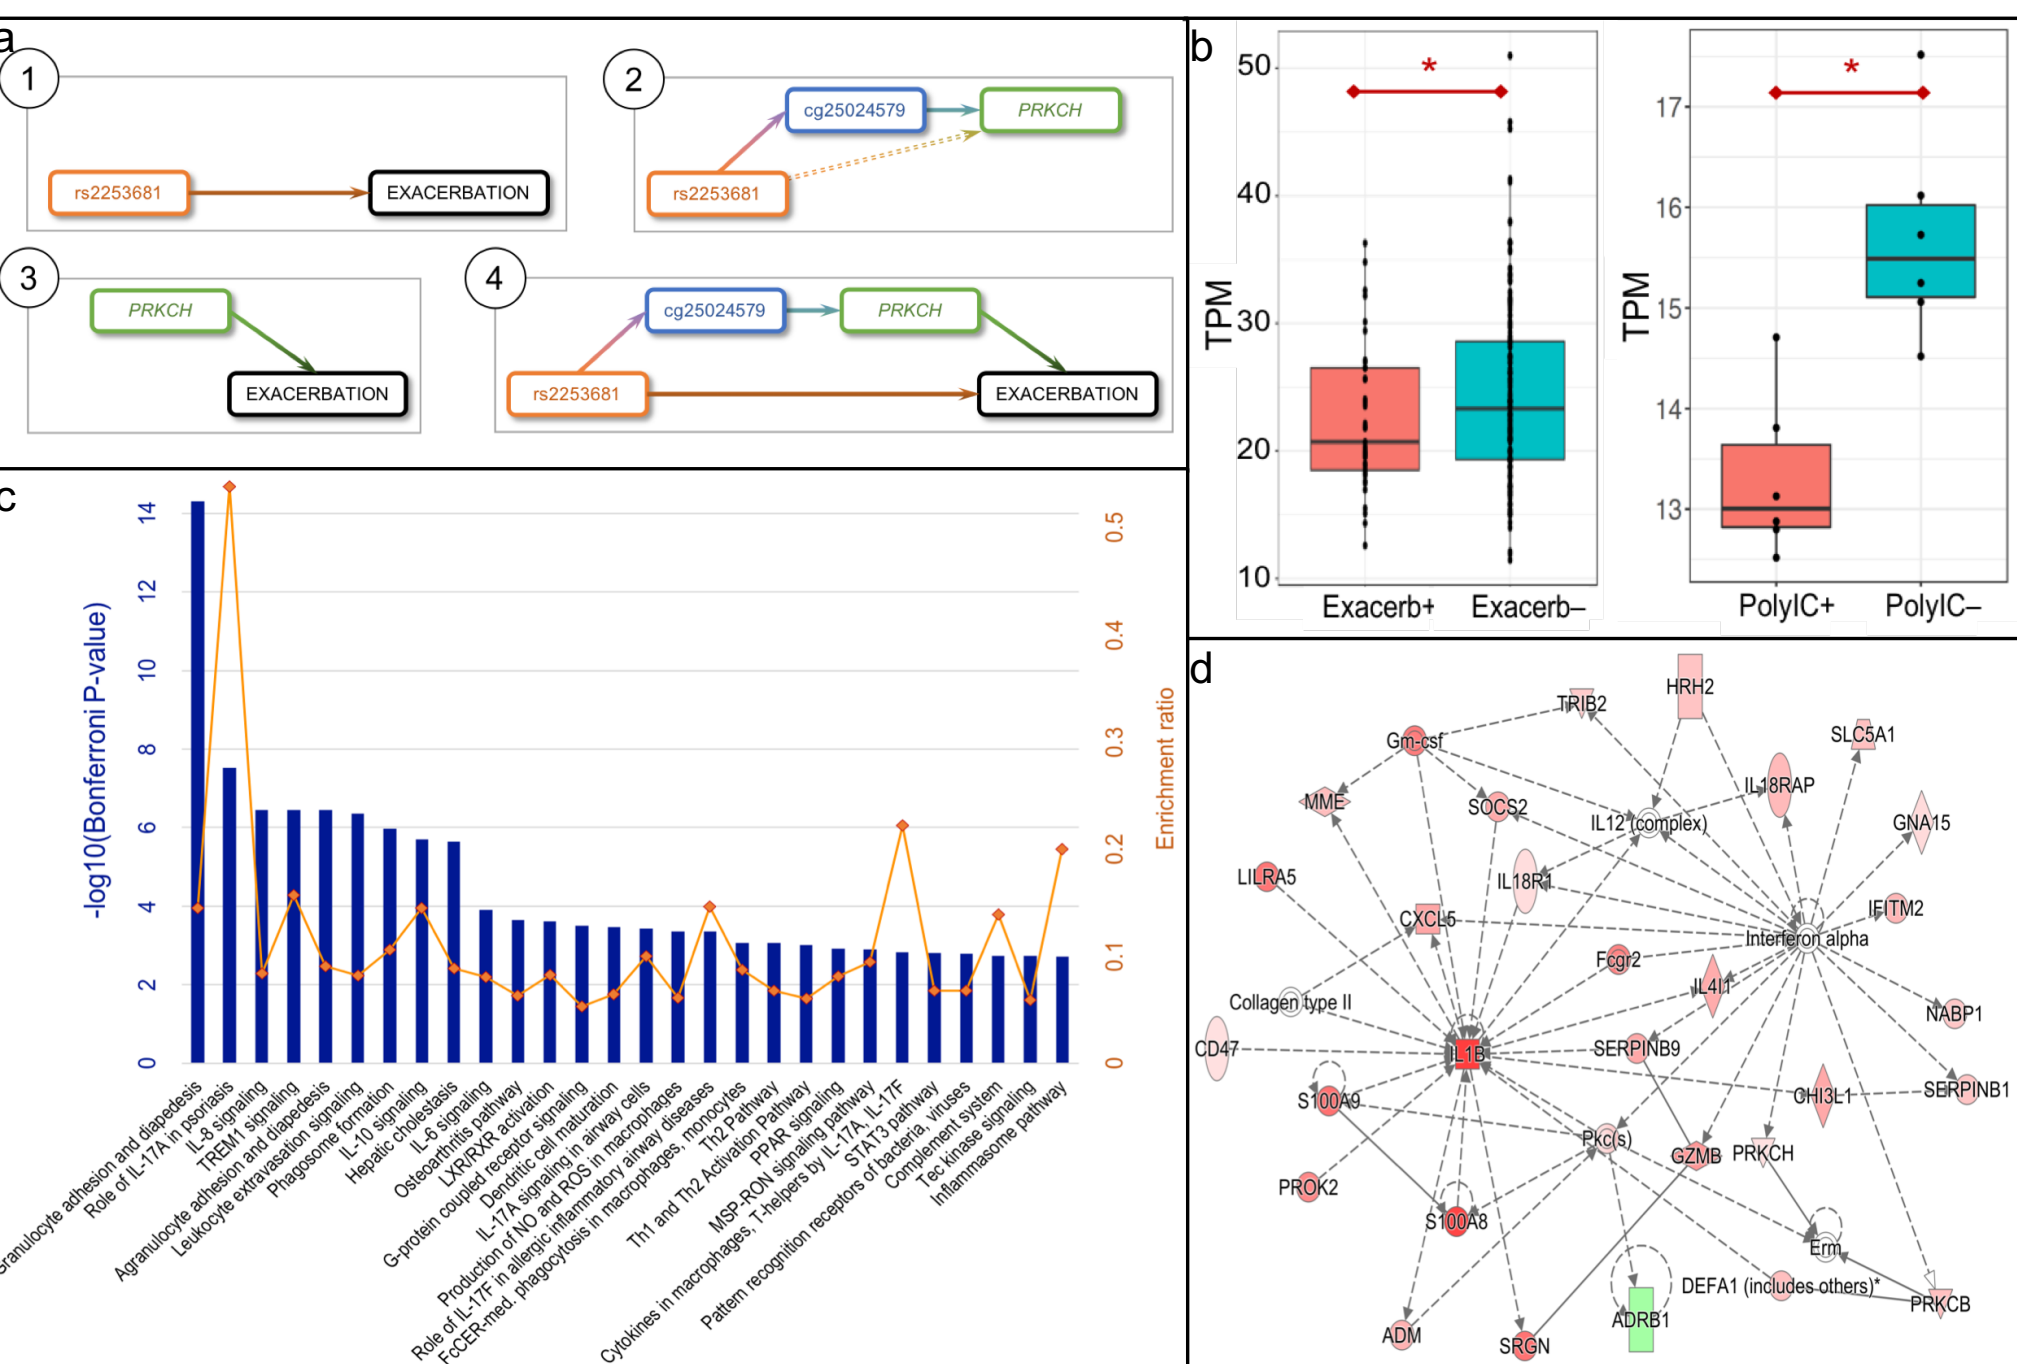 a
1
rs2253681
EXACERBATION
2
cg25024579
PRKCH
rs2253681
3
PRKCH
EXACERBATION
4
cg25024579
PRKCH
rs2253681
EXACERBATION
b
TPM
50
40
30
20
10
*
Exacerb+
Exacerb–
TPM
17
16
15
14
13
*
PolyIC+
PolyIC–
c
-log10(Bonferroni P-value)
14
12
10
8
6
4
2
0
Enrichment ratio
0.5
0.4
0.3
0.2
0.1
0
Granulocyte adhesion and diapedesis
Role of IL-17A in psoriasis
IL-8 signaling
TREM1 signaling
Agranulocyte adhesion and diapedesis
Leukocyte extravasation signaling
Phagosome formation
IL-10 signaling
Hepatic cholestasis
IL-6 signaling
Osteoarthritis pathway
LXR/RXR activation
G-protein coupled receptor signaling
Dendritic cell maturation
IL-17A signaling in airway cells
Production of NO and ROS in macrophages
Role of IL-17F in allergic inflammatory airway diseases
FcCER-med. phagocytosis in macrophages, monocytes
Th2 Pathway
Th1 and Th2 Activation Pathway
PPAR signaling
MSP-RON signaling pathway
Cytokines in macrophages, T-helpers by IL-17A, IL-17F
STAT3 pathway
Pattern recognition receptors of bacteria, viruses
Complement system
Tec kinase signaling
Inflammasome pathway
d
HRH2
TRIB2
Gm-csf
SLC5A1
IL18RAP
MME
SOCS2
IL12 (complex)
GNA15
LILRA5
IL18R1
CXCL5
IFITM2
Interferon alpha
Fcgr2
IL4I1
Collagen type II
NABP1
CD47
IL1B
SERPINB9
SERPINB1
CHI3L1
S100A9
Pkc(s)
GZMB
PRKCH
PROK2
S100A8
Erm
DEFA1 (includes others)*
PRKCB
ADRB1
ADM
SRGN